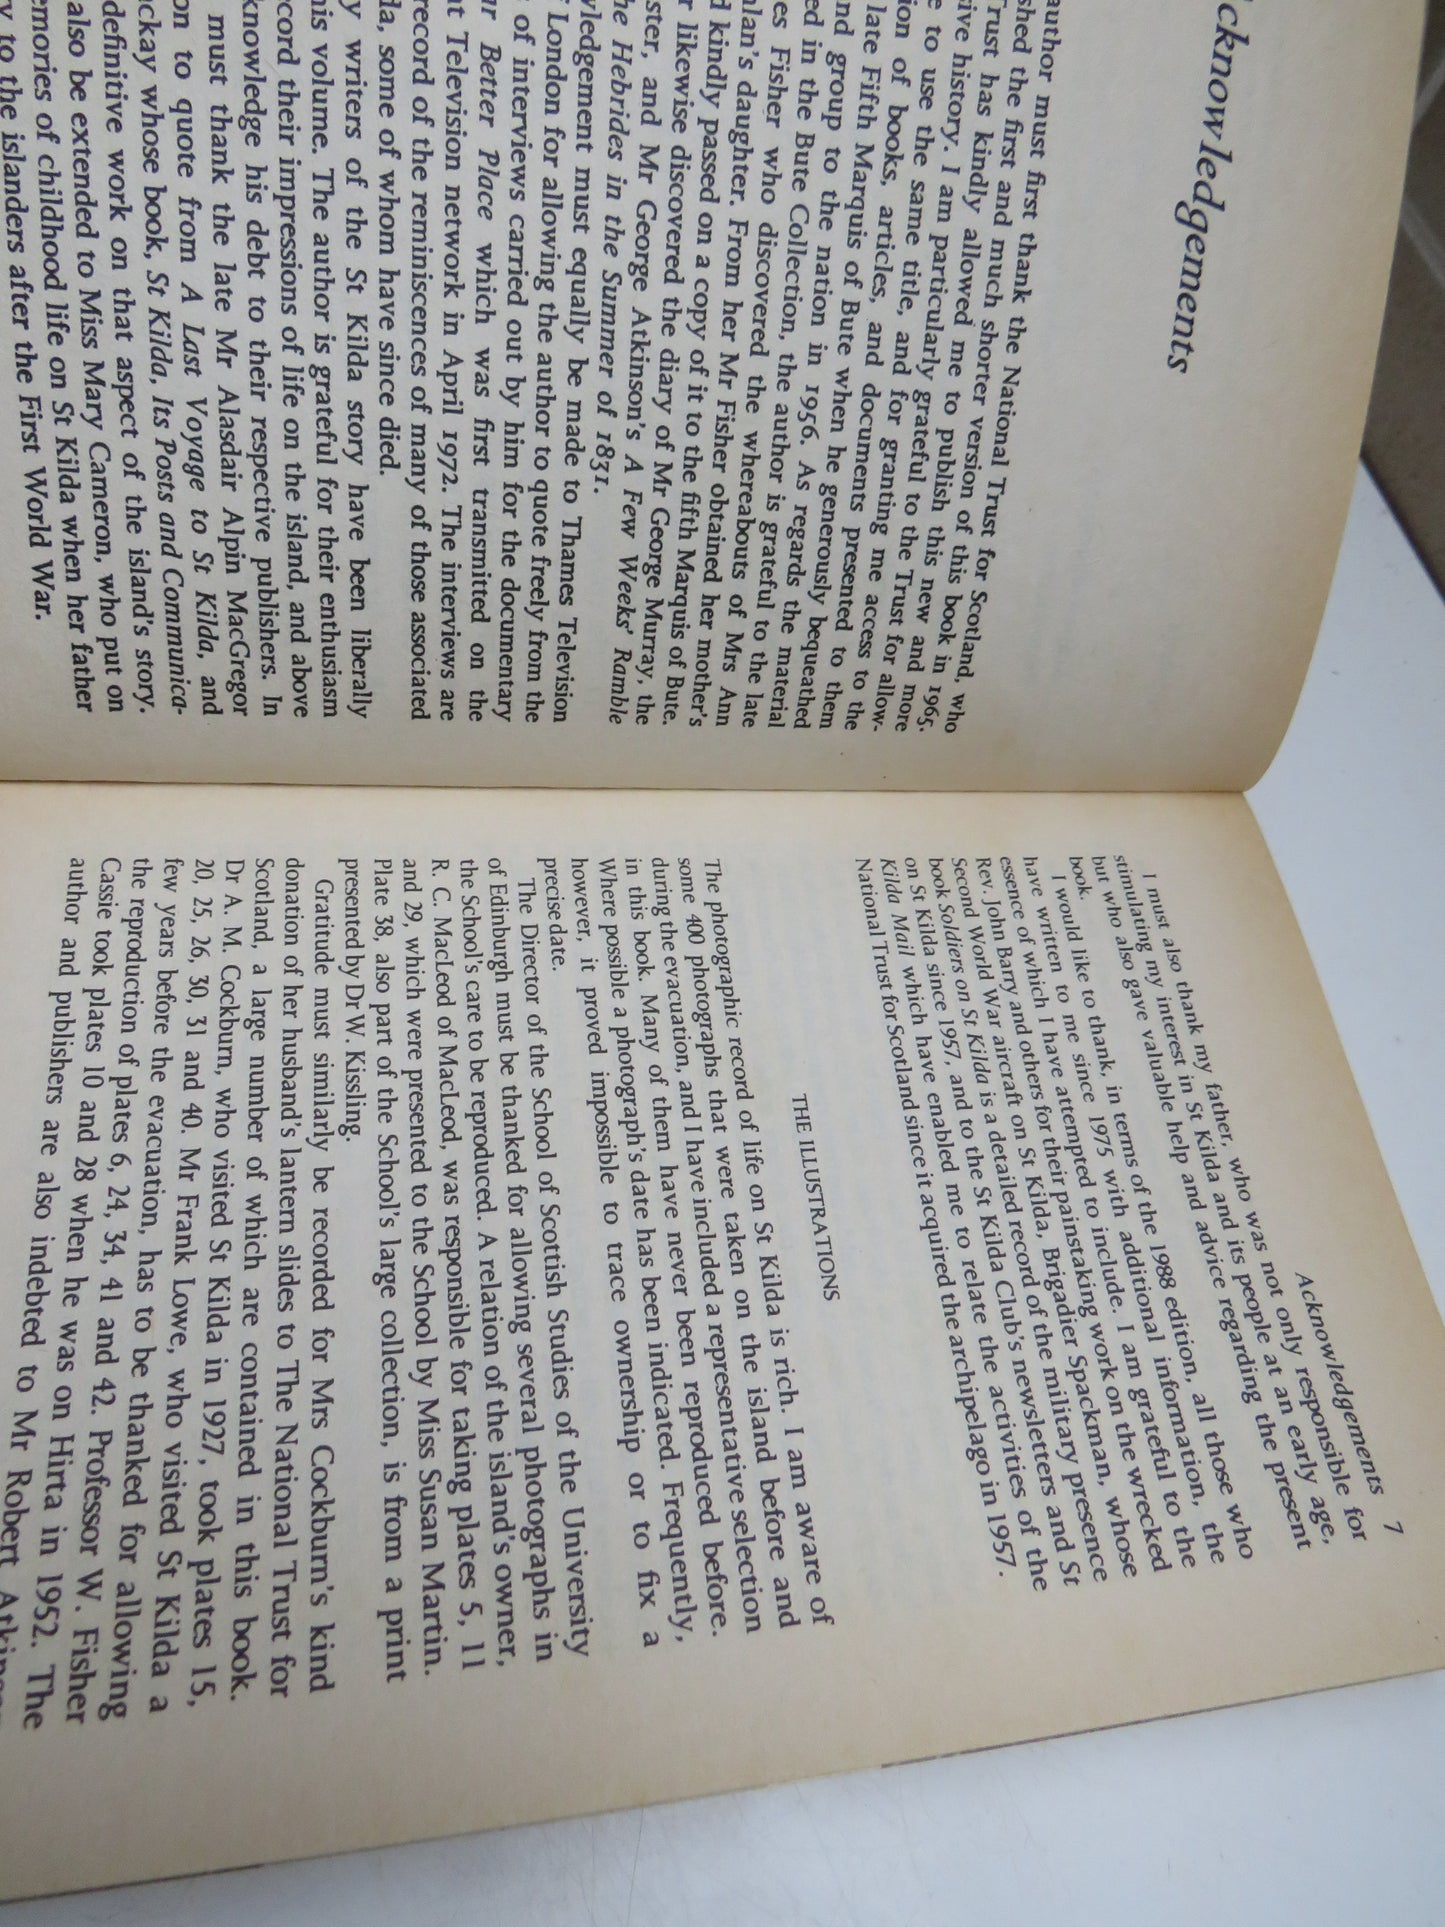 cknowledgements
author must first thank the National Trust for Scotland, who
shed the first and much shorter version of this book in 1965.
Trust has kindly allowed me to publish this new and more
sive history. I am particularly grateful to the Trust for allow-
e to use the same title, and for granting me access to the
ion of books, articles, and documents presented to them
late Fifth Marquis of Bute when he generously bequeathed
nd group to the nation in 1956. As regards the material
ed in the Bute Collection, the author is grateful to the late
es Fisher who discovered the whereabouts of Mrs Ann
alan's daughter. From her Mr Fisher obtained her mother's
d kindly passed on a copy of it to the fifth Marquis of Bute.
r likewise discovered the diary of Mr George Murray, the
ster, and Mr George Atkinson's A Few Weeks' Ramble
he Hebrides in the Summer of 1831.
wledgement must equally be made to Thames Television
f London for allowing the author to quote freely from the
of interviews carried out by him for the documentary
ar Better Place which was first transmitted on the
nt Television network in April 1972. The interviews are
record of the reminiscences of many of those associated
da, some of whom have since died.
y writers of the St Kilda story have been liberally
his volume. The author is grateful for their enthusiasm
cord their impressions of life on the island, and above
knowledge his debt to their respective publishers. In
must thank the late Mr Alasdair Alpin MacGregor
on to quote from A Last Voyage to St Kilda, and
ackay whose book, St Kilda, Its Posts and Communica-
definitive work on that aspect of the island's story.
also be extended to Miss Mary Cameron, who put on
emories of childhood life on St Kilda when her father
y to the islanders after the First World War.
Acknowledgements 7
I must also thank my father, who was not only responsible for
stimulating my interest in St Kilda and its people at an early age,
but who also gave valuable help and advice regarding the present
book.
I would like to thank, in terms of the 1988 edition, all those who
have written to me since 1975 with additional information, the
essence of which I have attempted to include. I am grateful to the
Rev. John Barry and others for their painstaking work on the wrecked
Second World War aircraft on St Kilda, Brigadier Spackman, whose
book Soldiers on St Kilda is a detailed record of the military presence
on St Kilda since 1957, and to the St Kilda Club's newsletters and St
Kilda Mail which have enabled me to relate the activities of the
National Trust for Scotland since it acquired the archipelago in 1957.
THE ILLUSTRATIONS
The photographic record of life on St Kilda is rich. I am aware of
some 400 photographs that were taken on the island before and
during the evacuation, and I have included a representative selection
in this book. Many of them have never been reproduced before.
Where possible a photograph's date has been indicated. Frequently,
however, it proved impossible to trace ownership or to fix a
precise date.
The Director of the School of Scottish Studies of the University
of Edinburgh must be thanked for allowing several photographs in
the School's care to be reproduced. A relation of the island's owner,
R. C. MacLeod of MacLeod, was responsible for taking plates 5, 11
and 29, which were presented to the School by Miss Susan Martin.
Plate 38, also part of the School's large collection, is from a print
presented by Dr W. Kissling.
Gratitude must similarly be recorded for Mrs Cockburn's kind
donation of her husband's lantern slides to The National Trust for
Scotland, a large number of which are contained in this book.
Dr A. M. Cockburn, who visited St Kilda in 1927, took plates 15,
20, 25, 26, 30, 31 and 40. Mr Frank Lowe, who visited St Kilda a
few years before the evacuation, has to be thanked for allowing
the reproduction of plates 6, 24, 34, 41 and 42. Professor W. Fisher
Cassie took plates 10 and 28 when he was on Hirta in 1952. The
author and publishers are also indebted to Mr Robert